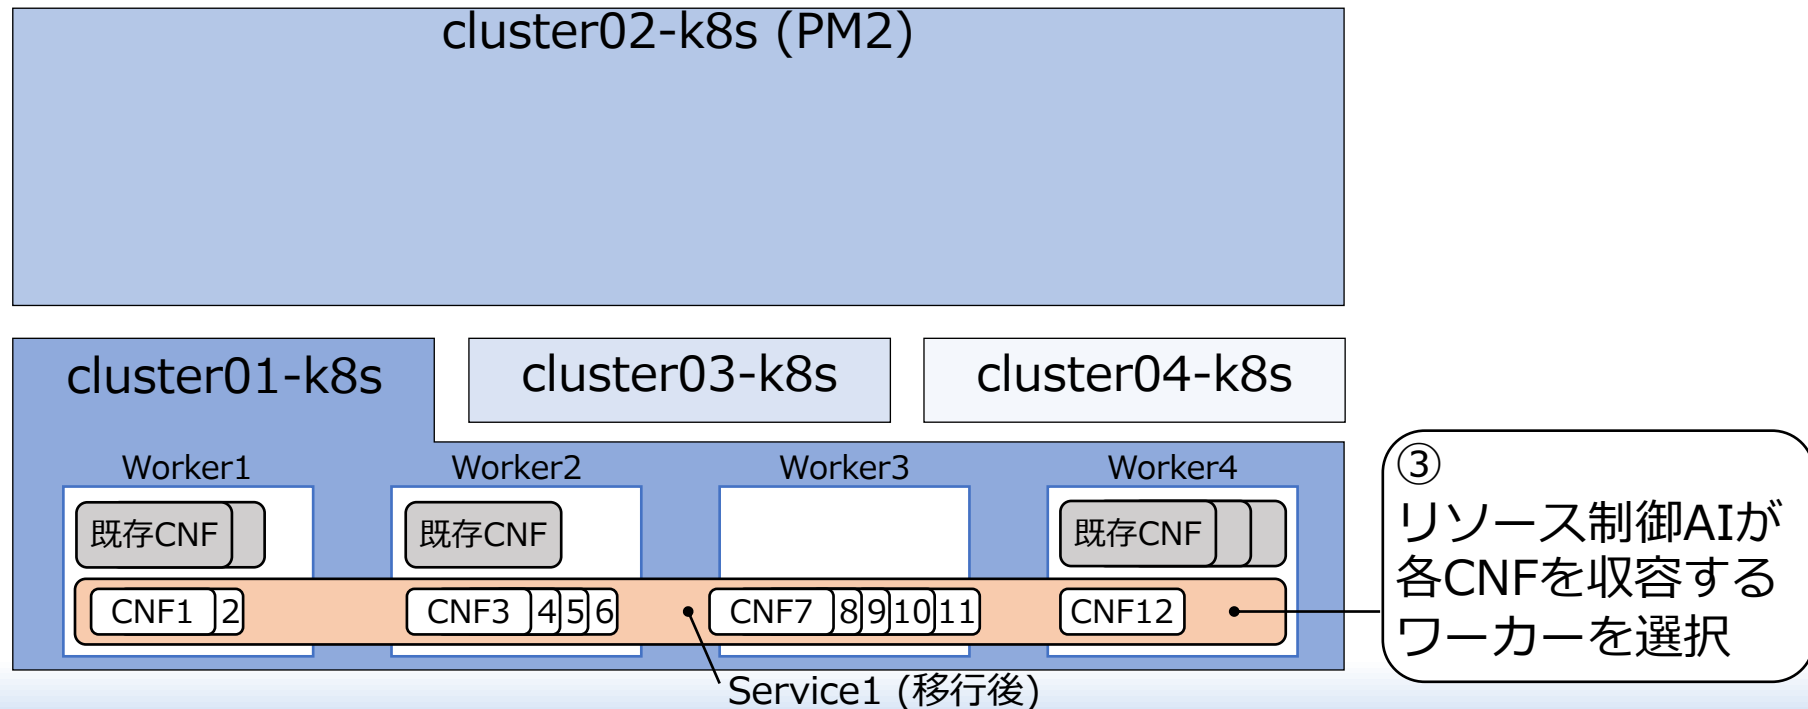 cluster02-k8s (PM2)
cluster01-k8s
cluster03-k8s
cluster04-k8s
Worker1
Worker2
Worker3
Worker4
既存CNF
既存CNF
既存CNF
CNF1 2
CNF3 4 5 6
CNF7 8 9 10 11
CNF12
Service1 (移行後)
③
リソース制御AIが
各CNFを収容する
ワーカーを選択